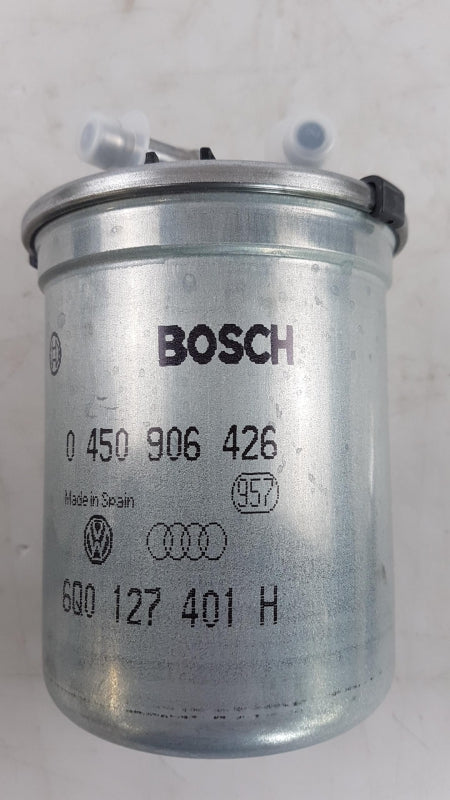 BOSCH
0 450 906 426
957
Made in Spain
6Q0 127 401 H